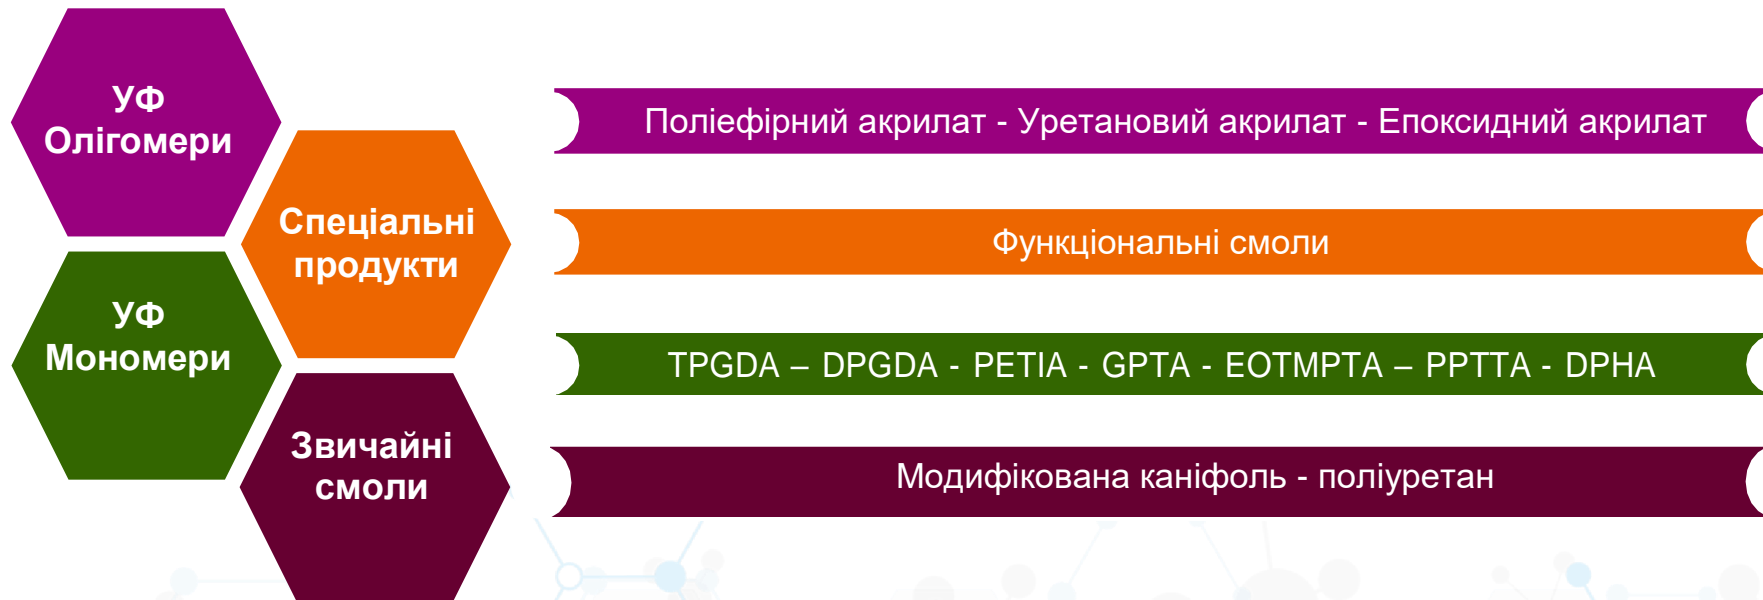 УФ
Олігомери
Поліефірний акрилат - Уретановий акрилат - Епоксидний акрилат
Спеціальні
продукти
Функціональні смоли
УФ
Мономери
TPGDA – DPGDA - PETIA - GPTA - EOTMPTA – PPTTA - DPHA
Звичайні
смоли
Модифікована каніфоль - поліуретан